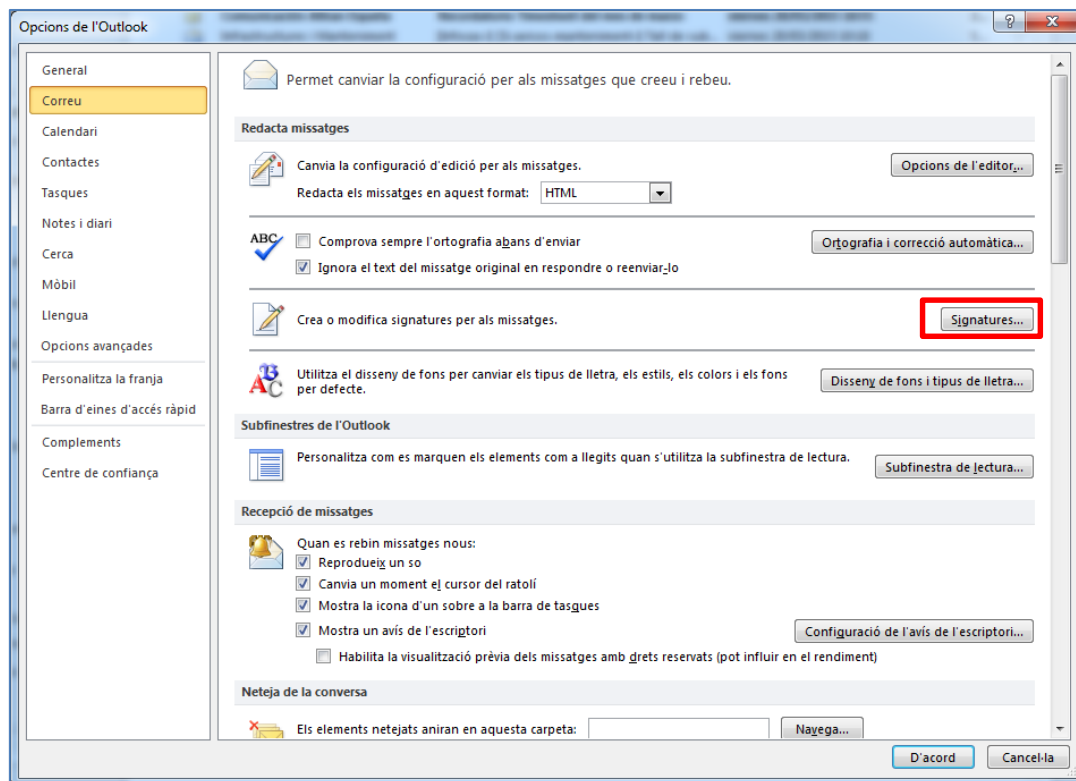 Opcions de l'Outlook
General
Correu
Calendari
Contactes
Tasques
Notes i diari
Cerca
Mòbil
Llengua
Opcions avançades
Personalitza la franja
Barra d'eines d'accés ràpid
Complements
Centre de confiança
Permet canviar la configuració per als missatges que creeu i rebeu.
Redacta missatges
Canvia la configuració d'edició per als missatges.
Opcions de l'editor...
Redacta els missatges en aquest format: HTML
ABC
Comprova sempre l'ortografia abans d'enviar
Ortografia i correcció automàtica...
Ignora el text del missatge original en respondre o reenviar-lo
Crea o modifica signatures per als missatges.
Signatures...
Utilitza el disseny de fons per canviar els tipus de lletra, els estils, els colors i els fons
per defecte.
Disseny de fons i tipus de lletra...
Subfinestres de l'Outlook
Personalitza com es marquen els elements com a llegits quan s'utilitza la subfinestra de lectura.
Subfinestra de lectura...
Recepció de missatges
Quan es rebin missatges nous:
Reprodueix un so
Canvia un moment el cursor del ratolí
Mostra la icona d'un sobre a la barra de tasques
Mostra un avís de l'escriptori
Configuració de l'avís de l'escriptori...
Habilita la visualització prèvia dels missatges amb drets reservats (pot influir en el rendiment)
Neteja de la conversa
Els elements netejats aniran en aquesta carpeta:
Navega...
D'acord
Cancel·la